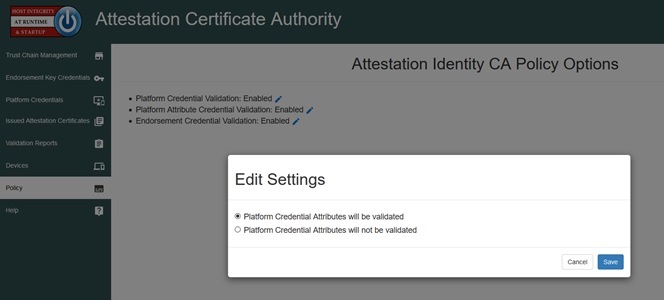 HOST INTEGRITY
AT RUNTIME
& STARTUP
Attestation Certificate Authority
Trust Chain Management
Endorsement Key Credentials
Platform Credentials
Issued Attestation Certificates
Validation Reports
Devices
Policy
Help
Attestation Identity CA Policy Options
Platform Credential Validation: Enabled
Platform Attribute Credential Validation: Enabled
Endorsement Credential Validation: Enabled
Edit Settings
Platform Credential Attributes will be validated
Platform Credential Attributes will not be validated
Cancel Save